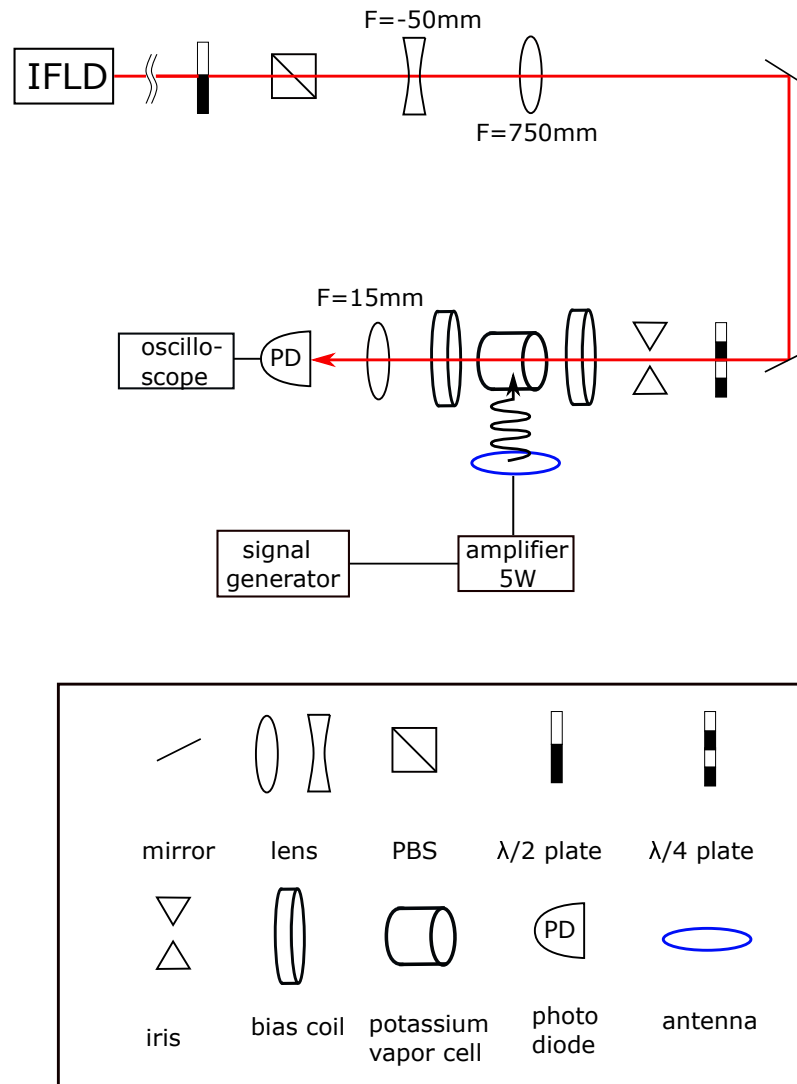 F=-50mm
IFLD
F=750mm
F=15mm
oscillo-
scope
PD
signal
generator
amplifier
5W
mirror
lens
PBS
λ/2 plate
λ/4 plate
PD
iris
bias coil
potassium
vapor cell
photo
diode
antenna